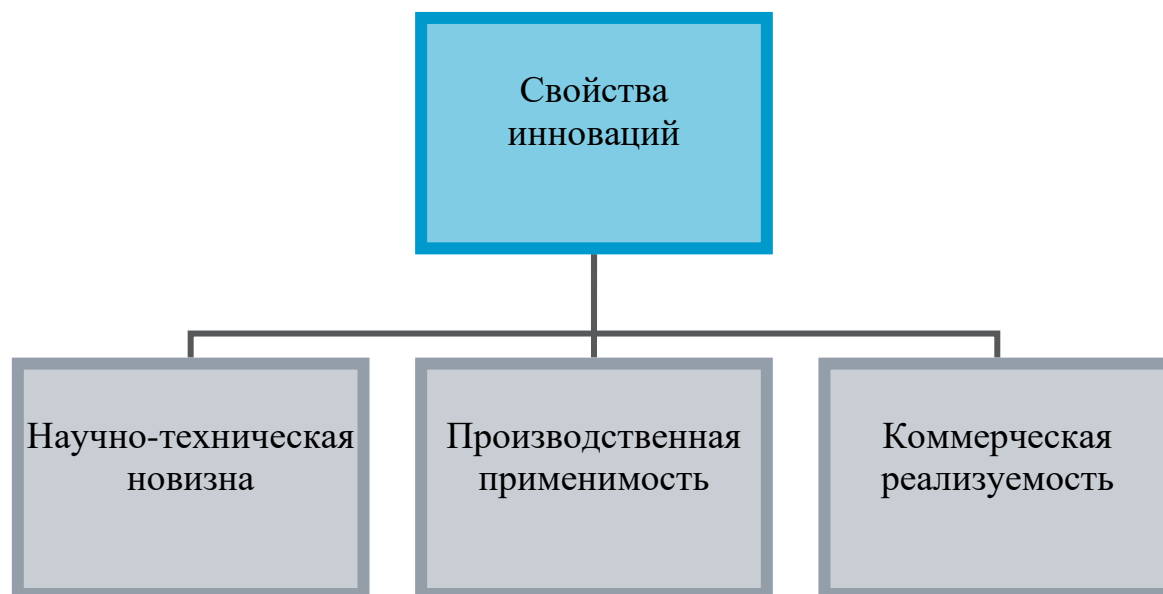 Свойства
инноваций
Научно-техническая
новизна
Производственная
применимость
Коммерческая
реализуемость